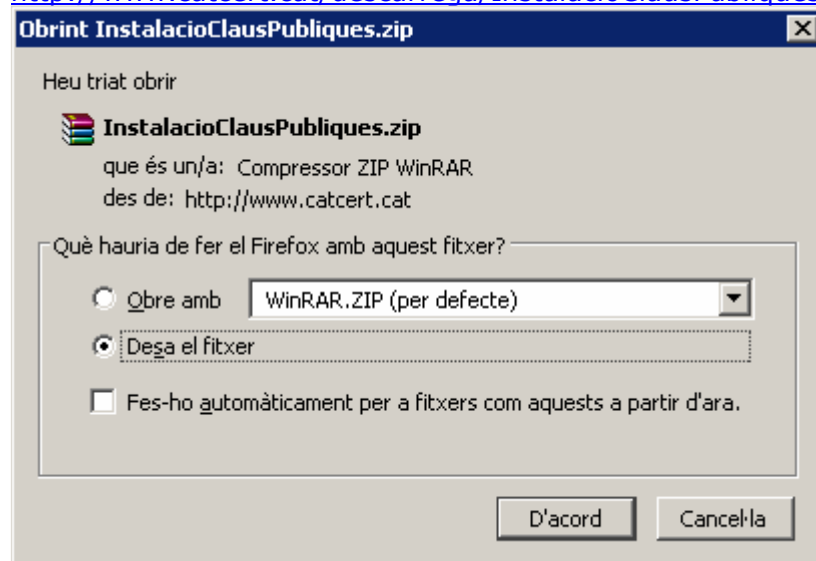 Obrint InstalacioClausPubliques.zip
Heu triat obrir
InstalacioClausPubliques.zip
que és un/a: Compressor ZIP WinRAR
des de: http://www.catcert.cat
Què hauria de fer el Firefox amb aquest fitxer?
Obre amb WinRAR.ZIP (per defecte)
Desa el fitxer
Fes-ho automàticament per a fitxers com aquests a partir d'ara.
D'acord Cancel·la